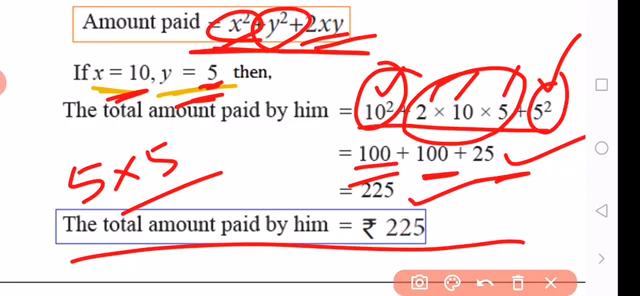 Amount paid = x² + y² + 2xy
If x = 10, y = 5 then,
The total amount paid by him = 10² + 2 × 10 × 5 + 5²
= 100 + 100 + 25
5 × 5
= 225
The total amount paid by him = ₹ 225